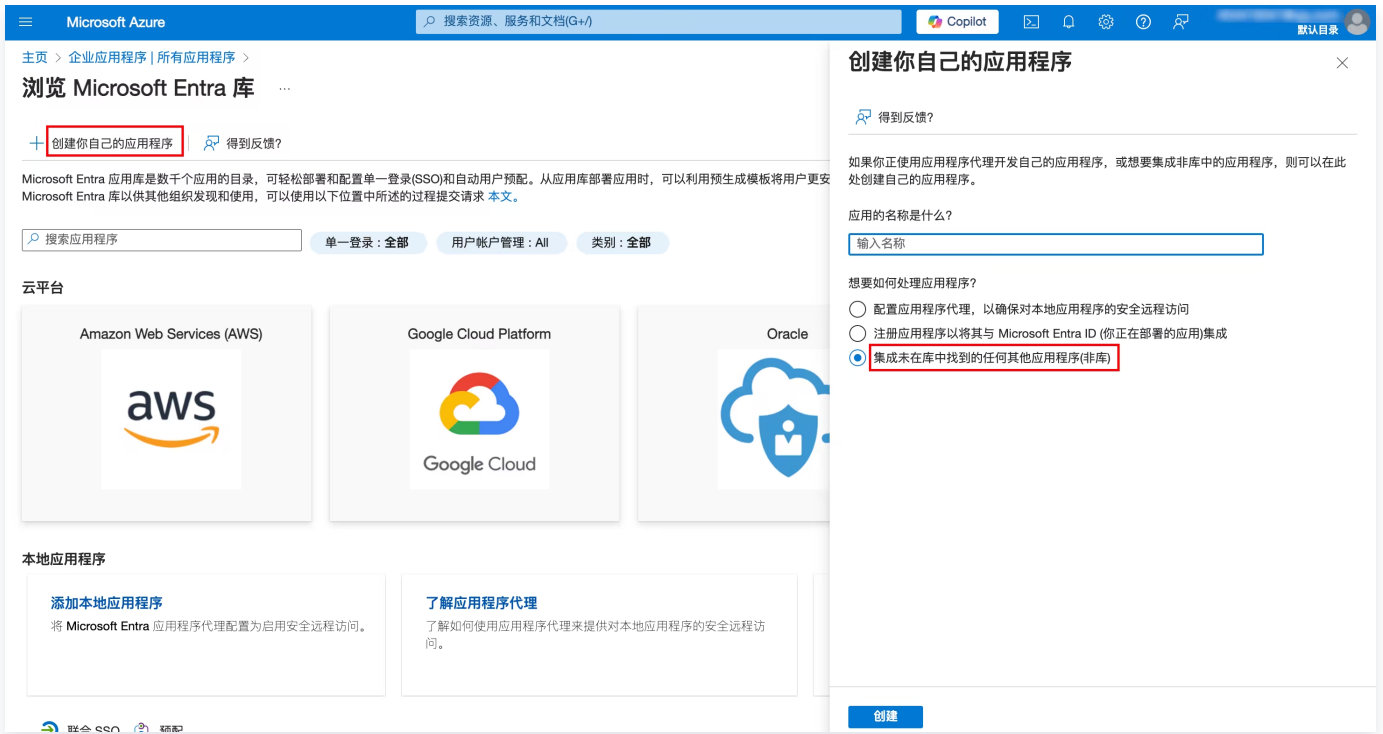 Microsoft Azure
搜索资源、服务和文档(G+/)
Copilot
默认目录
主页 > 企业应用程序 | 所有应用程序 >
浏览 Microsoft Entra 库 ...
+ 创建你自己的应用程序
得到反馈?
Microsoft Entra 应用库是数千个应用的目录，可轻松部署和配置单一登录(SSO)和自动用户预配。从应用库部署应用时，可以利用预生成模板将用户更安
Microsoft Entra 库以供其他组织发现和使用，可以使用以下位置中所述的过程提交请求 本文。
搜索应用程序
单一登录 : 全部
用户帐户管理 : All
类别 : 全部
云平台
Amazon Web Services (AWS)
aws
Google Cloud Platform
Google Cloud
Oracle
本地应用程序
添加本地应用程序
将 Microsoft Entra 应用程序代理配置为启用安全远程访问。
了解应用程序代理
了解如何使用应用程序代理来提供对本地应用程序的安全远程访
问。
联合 SSO
预配
创建你自己的应用程序
得到反馈?
如果你正使用应用程序代理开发自己的应用程序，或想要集成非库中的应用程序，则可以在此
处创建自己的应用程序。
应用的名称是什么?
输入名称
想要如何处理应用程序?
配置应用程序代理，以确保对本地应用程序的安全远程访问
注册应用程序以将其与 Microsoft Entra ID (你正在部署的应用)集成
集成未在库中找到的任何其他应用程序(非库)
创建